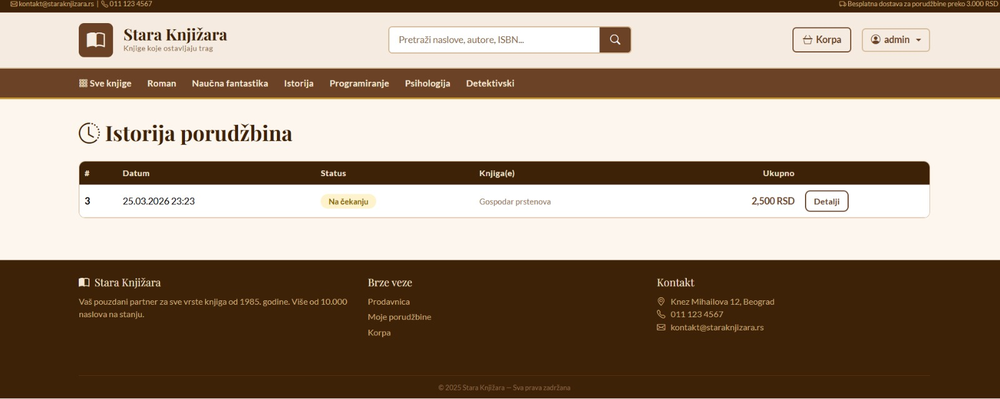 kontakt@staraknjizara.rs | 011 123 4567
Besplatna dostava za porudžbine preko 3.000 RSD
Stara Knjižara
Knjige koje ostavljaju trag
Pretraži naslove, autore, ISBN...
Korpa
admin
Sve knjige Roman Naučna fantastika Istorija Programiranje Psihologija Detektivski
Istorija porudžbina
# Datum Status Knjiga(e) Ukupno
3 25.03.2026 23:23 Na čekanju Gospodar prstenova 2,500 RSD Detalji
Stara Knjižara
Vaš pouzdani partner za sve vrste knjiga od 1985. godine. Više od 10.000
naslova na stanju.
Brze veze
Prodavnica
Moje porudžbine
Korpa
Kontakt
Knez Mihailova 12, Beograd
011 123 4567
kontakt@staraknjizara.rs
© 2025 Stara Knjižara — Sva prava zadržana